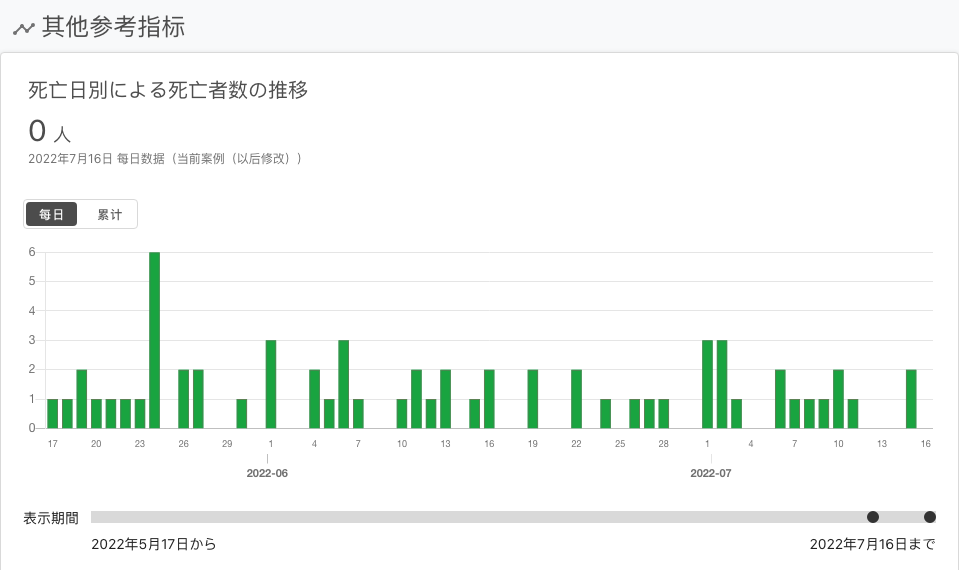 其他参考指标
死亡日別による死亡者数の推移
0 人
2022年7月16日 每日数据（当前案例（以后修改））
每日 累计
6
5
4
3
2
1
0
17 20 23 26 29 1 4 7 10 13 16 19 22 25 28 1 4 7 10 13 16
2022-06 2022-07
表示期間
2022年5月17日から 2022年7月16日まで